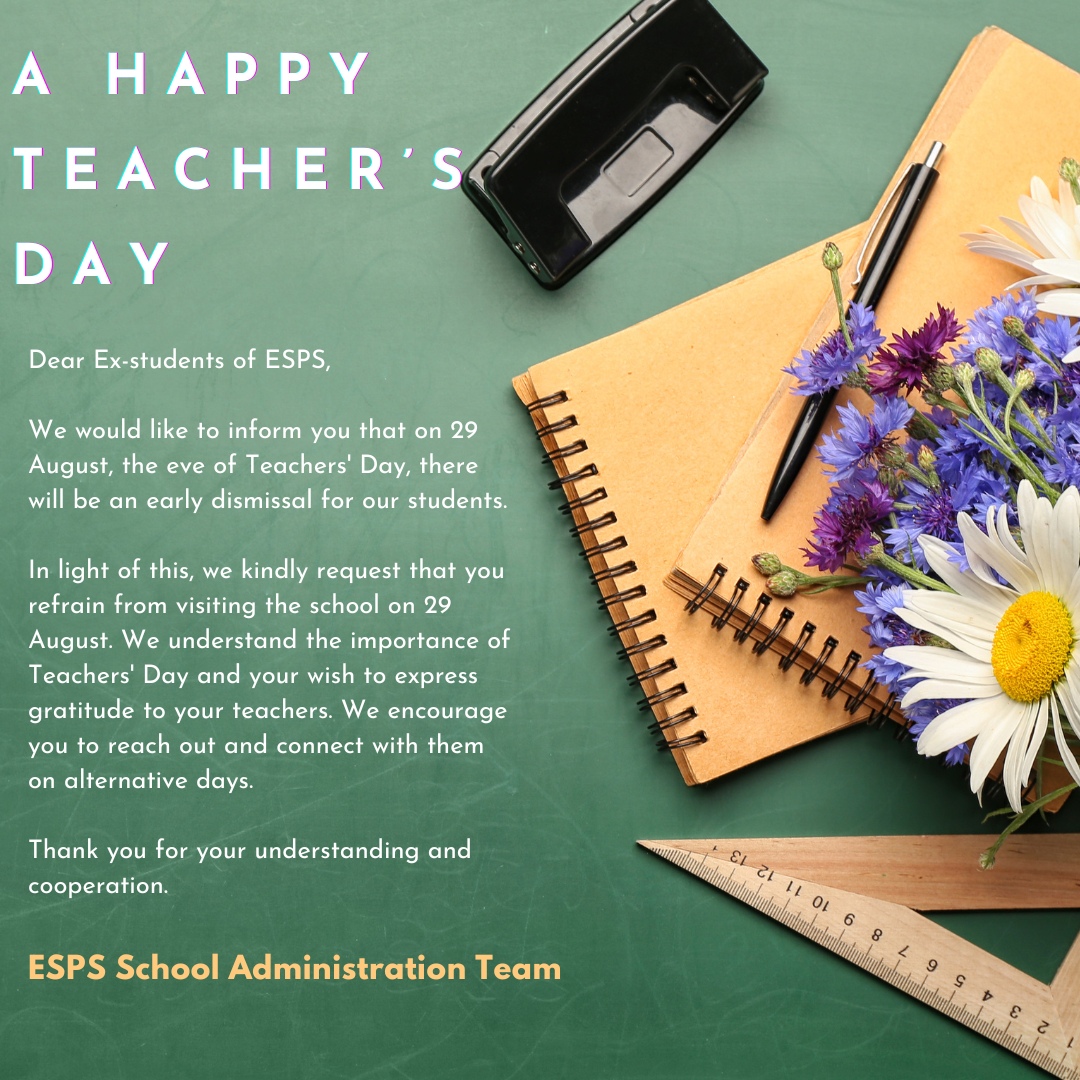 A HAPPY
TEACHER'S
DAY
Dear Ex-students of ESPS,
We would like to inform you that on 29
August, the eve of Teachers' Day, there
will be an early dismissal for our students.
In light of this, we kindly request that you
refrain from visiting the school on 29
August. We understand the importance of
Teachers' Day and your wish to express
gratitude to your teachers. We encourage
you to reach out and connect with them
on alternative days.
Thank you for your understanding and
cooperation.
ESPS School Administration Team
13 12 11 10 9 8 7 6 5 4 3 2 1